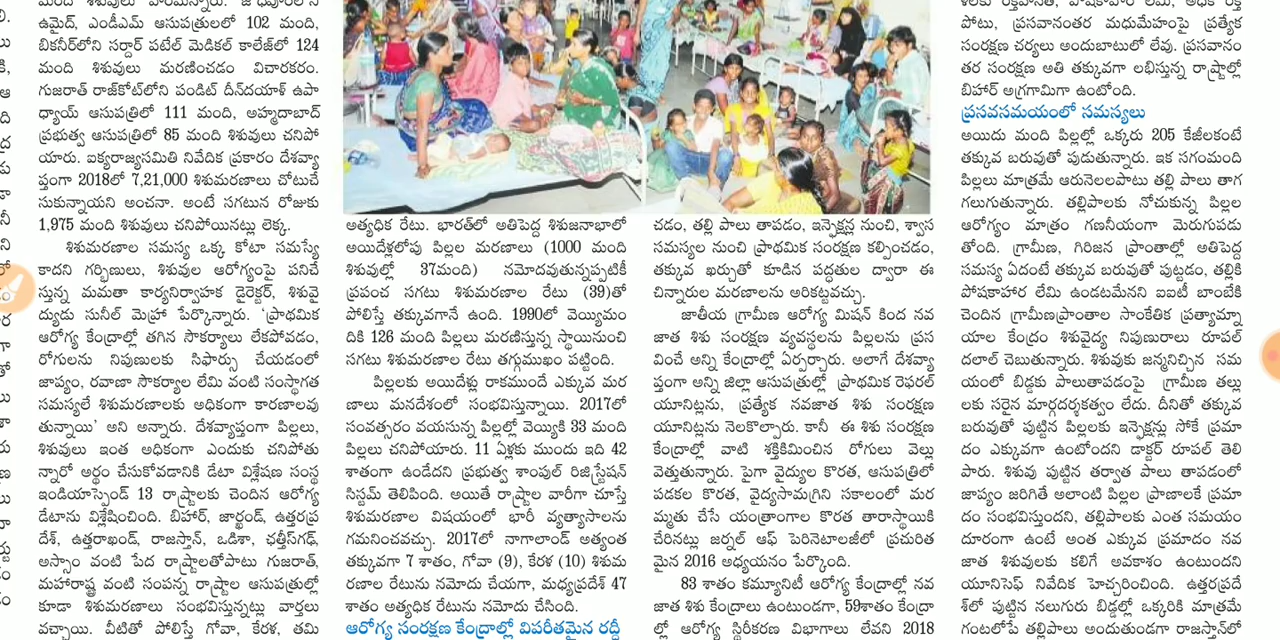 ఉమైద్, ఎండీఎమ్ ఆసుపత్రులలో 102 మంది,
బికనీర్‌లోని సర్దార్ పటేల్ మెడికల్ కాలేజ్‌లో 124
మంది శిశువులు మరణించడం విచారకరం.
గుజరాత్ రాజ్‌కోట్‌లోని పండిట్ దీన్‌దయాళ్ ఉపా
ధ్యాయ్ ఆసుపత్రిలో 111 మంది, అహ్మదాబాద్
ప్రభుత్వ ఆసుపత్రిలో 85 మంది శిశువులు చనిపో
యారు. ఐక్యరాజ్యసమితి నివేదిక ప్రకారం దేశవ్యా
ప్తంగా 2018లో 7,21,000 శిశుమరణాలు చోటుచే
సుకున్నాయని అంచనా. అంటే సగటున రోజుకు
1,975 మంది శిశువులు చనిపోయినట్లు లెక్క.
శిశుమరణాల సమస్య ఒక్క కోటా సమస్యే
కాదని గర్భిణులు, శిశువుల ఆరోగ్యంపై పనిచే
స్తున్న మమతా కార్యనిర్వాహక డైరెక్టర్, శిశువై
ద్యుడు సునీల్ మెహ్రా పేర్కొన్నారు. ‘ప్రాథమిక
ఆరోగ్య కేంద్రాల్లో తగిన సౌకర్యాలు లేకపోవడం,
రోగులను నిపుణులకు సిఫార్సు చేయడంలో
జాప్యం, రవాణా సౌకర్యాల లేమి వంటి సంస్థాగత
సమస్యలే శిశుమరణాలకు అధికంగా కారణాలవు
తున్నాయి’ అని అన్నారు. దేశవ్యాప్తంగా పిల్లలు,
శిశువులు ఇంత అధికంగా ఎందుకు చనిపోతు
న్నారో అర్థం చేసుకోవడానికి డేటా విశ్లేషణ సంస్థ
ఇండియాస్పెండ్ 13 రాష్ట్రాలకు చెందిన ఆరోగ్య
డేటాను విశ్లేషించింది. బిహార్, జార్ఖండ్, ఉత్తరప్ర
దేశ్, ఉత్తరాఖండ్, రాజస్తాన్, ఒడిశా, ఛత్తీస్‌గఢ్,
అస్సాం వంటి పేద రాష్ట్రాలతోపాటు గుజరాత్,
మహారాష్ట్ర వంటి సంపన్న రాష్ట్రాల ఆసుపత్రుల్లో
కూడా శిశుమరణాలు సంభవిస్తున్నట్లు వార్తలు
వచ్చాయి. వీటితో పోలిస్తే గోవా, కేరళ, తమి
అత్యధిక రేటు. భారత్‌లో అతిపెద్ద శిశుజనాభాలో
అయిదేళ్లలోపు పిల్లల మరణాలు (1000 మంది
శిశువుల్లో 37మంది) నమోదవుతున్నప్పటికీ
ప్రపంచ సగటు శిశుమరణాల రేటు (39)తో
పోలిస్తే తక్కువగానే ఉంది. 1990లో వెయ్యిమం
దికి 126 మంది పిల్లలు మరణిస్తున్న స్థాయినుంచి
సగటు శిశుమరణాల రేటు తగ్గుముఖం పట్టింది.
పిల్లలకు అయిదేళ్లు రాకముందే ఎక్కువ మర
ణాలు మనదేశంలో సంభవిస్తున్నాయి. 2017లో
సంవత్సరం వయసున్న పిల్లల్లో వెయ్యికి 33 మంది
పిల్లలు చనిపోయారు. 11 ఏళ్లకు ముందు ఇది 42
శాతంగా ఉండేదని ప్రభుత్వ శాంపుల్ రిజిస్ట్రేషన్
సిస్టమ్ తెలిపింది. అయితే రాష్ట్రాల వారీగా చూస్తే
శిశుమరణాల విషయంలో భారీ వ్యత్యాసాలను
గమనించవచ్చు. 2017లో నాగాలాండ్ అత్యంత
తక్కువగా 7 శాతం, గోవా (9), కేరళ (10) శిశుమ
రణాల రేటును నమోదు చేయగా, మధ్యప్రదేశ్ 47
శాతం అత్యధిక రేటును నమోదు చేసింది.
ఆరోగ్య సంరక్షణ కేంద్రాల్లో విపరీతమైన రద్దీ
చడం, తల్లి పాలు తాపడం, ఇన్ఫెక్షన్ల నుంచి, శ్వాస
సమస్యల నుంచి ప్రాథమిక సంరక్షణ కల్పించడం,
తక్కువ ఖర్చుతో కూడిన పద్ధతుల ద్వారా ఈ
చిన్నారుల మరణాలను అరికట్టవచ్చు.
జాతీయ గ్రామీణ ఆరోగ్య మిషన్ కింద నవ
జాత శిశు సంరక్షణ వ్యవస్థలను పిల్లలను ప్రస
వించే అన్ని కేంద్రాల్లో ఏర్పర్చారు. అలాగే దేశవ్యా
ప్తంగా అన్ని జిల్లా ఆసుపత్రుల్లో ప్రాథమిక రెఫరల్
యూనిట్లను, ప్రత్యేక నవజాత శిశు సంరక్షణ
యూనిట్లను నెలకొల్పారు. కానీ ఈ శిశు సంరక్షణ
కేంద్రాల్లో వాటి శక్తికిమించిన రోగులు వెల్లు
వెత్తుతున్నారు. పైగా వైద్యుల కొరత, ఆసుపత్రిలో
పడకల కొరత, వైద్యసామగ్రిని సకాలంలో మర
మ్మతు చేసే యంత్రాంగాల కొరత తారాస్థాయికి
చేరినట్లు జర్నల్ ఆఫ్ పెరినెటాలజీలో ప్రచురిత
మైన 2016 అధ్యయనం పేర్కొంది.
83 శాతం కమ్యూనిటీ ఆరోగ్య కేంద్రాల్లో నవ
జాత శిశు కేంద్రాలు ఉంటుండగా, 59శాతం కేంద్రా
ల్లో ఆరోగ్య స్థిరీకరణ విభాగాలు లేవని 2018
పోటు, ప్రసవానంతర మధుమేహంపై ప్రత్యేక
సంరక్షణ చర్యలు అందుబాటులో లేవు. ప్రసవానం
తర సంరక్షణ అతి తక్కువగా లభిస్తున్న రాష్ట్రాల్లో
బిహార్ అగ్రగామిగా ఉంటోంది.
ప్రసవసమయంలో సమస్యలు
అయిదు మంది పిల్లల్లో ఒక్కరు 205 కేజీలకంటే
తక్కువ బరువుతో పుడుతున్నారు. ఇక సగంమంది
పిల్లలు మాత్రమే ఆరునెలలపాటు తల్లి పాలు తాగ
గలుగుతున్నారు. తల్లిపాలకు నోచుకున్న పిల్లల
ఆరోగ్యం మాత్రం గణనీయంగా మెరుగుపడు
తోంది. గ్రామీణ, గిరిజన ప్రాంతాల్లో అతిపెద్ద
సమస్య ఏదంటే తక్కువ బరువుతో పుట్టడం, తల్లికి
పోషకాహార లేమి ఉండటమేనని ఐఐటీ బాంబేకి
చెందిన గ్రామీణప్రాంతాల సాంకేతిక ప్రత్యామ్నా
యాల కేంద్రం శిశువైద్య నిపుణురాలు రూపల్
దలాల్ చెబుతున్నారు. శిశువుకు జన్మనిచ్చిన సమ
యంలో బిడ్డకు పాలుతాపడంపై గ్రామీణ తల్లు
లకు సరైన మార్గదర్శకత్వం లేదు. దీనితో తక్కువ
బరువుతో పుట్టిన పిల్లలకు ఇన్ఫెక్షన్లు సోకే ప్రమా
దం ఎక్కువగా ఉంటోందని డాక్టర్ రూపల్ తెలి
పారు. శిశువు పుట్టిన తర్వాత పాలు తాపడంలో
జాప్యం జరిగితే అలాంటి పిల్లల ప్రాణాలకే ప్రమా
దం సంభవిస్తుందని, తల్లిపాలకు ఎంత సమయం
దూరంగా ఉంటే అంత ఎక్కువ ప్రమాదం నవ
జాత శిశువులకు కలిగే అవకాశం ఉంటుందని
యూనిసెఫ్ నివేదిక హెచ్చరించింది. ఉత్తరప్రదే
శ్‌లో పుట్టిన నలుగురు బిడ్డల్లో ఒక్కరికి మాత్రమే
గంటలోపే తల్లిపాలు అందుతుండగా రాజస్తాన్‌లో